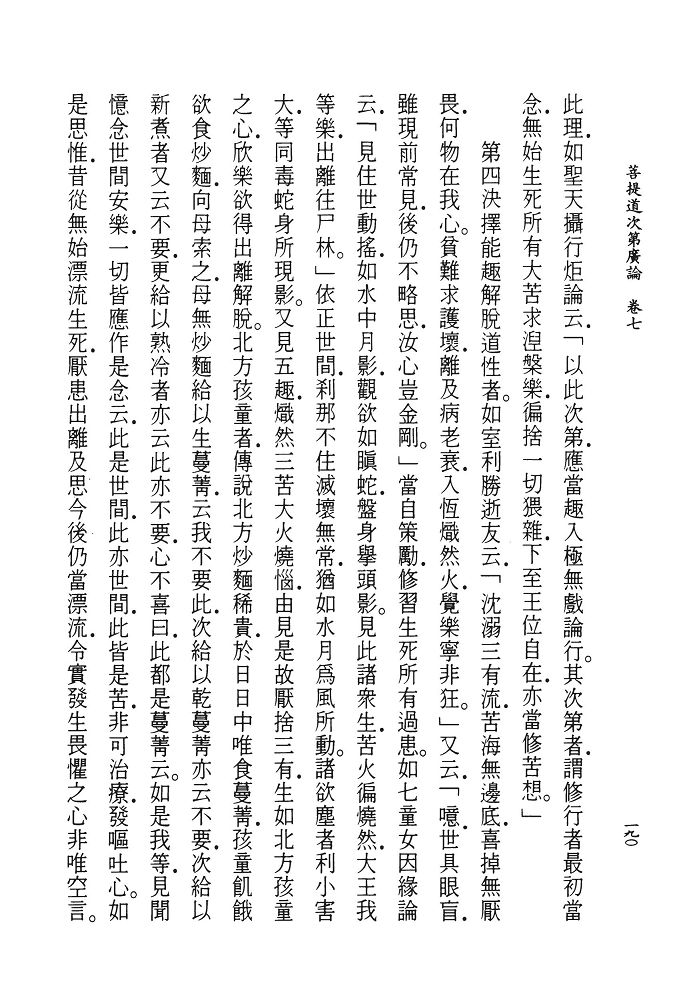 菩提道次第廣論　卷七
一九〇
此理．如聖天攝行炬論云．「以此次第．應當趣入極無戲論行。其次第者．謂修行者最初當
念．無始生死所有大苦求涅槃樂．徧捨一切猥雜．下至王位自在．亦當修苦想。」
第四決擇能趣解脫道性者。如室利勝逝友云．「沈溺三有流．苦海無邊底．喜掉無厭
畏．何物在我心。貧難求護壞．離及病老衰．入恆熾然火．覺樂寧非狂。」又云．「噫．世具眼盲．
雖現前常見．後仍不略思．汝心豈金剛。」當自策勵．修習生死所有過患。如七童女因緣論
云．「見住世動搖．如水中月影．觀欲如瞋蛇．盤身舉頭影。見此諸眾生．苦火徧燒然．大王我
等樂．出離往尸林。」依正世間．剎那不住滅壞無常．猶如水月爲風所動。諸欲塵者利小害
大．等同毒蛇身所現影。又見五趣．熾然三苦大火燒惱．由見是故厭捨三有．生如北方孩童
之心．欣樂欲得出離解脫。北方孩童者．傳說北方炒麵稀貴．於日日中唯食蔓菁．孩童飢餓
欲食炒麵．向母索之．母無炒麵給以生蔓菁．云我不要此．次給以乾蔓菁亦云不要．次給以
新煮者又云不要．更給以熟冷者亦云此亦不要．心不喜曰．此都是蔓菁云。如是我等．見聞
憶念世間安樂．一切皆應作是念云．此是世間．此亦世間．此皆是苦．非可治療．發嘔吐心。如
是思惟．昔從無始漂流生死．厭患出離及思今後仍當漂流．令實發生畏懼之心非唯空言。